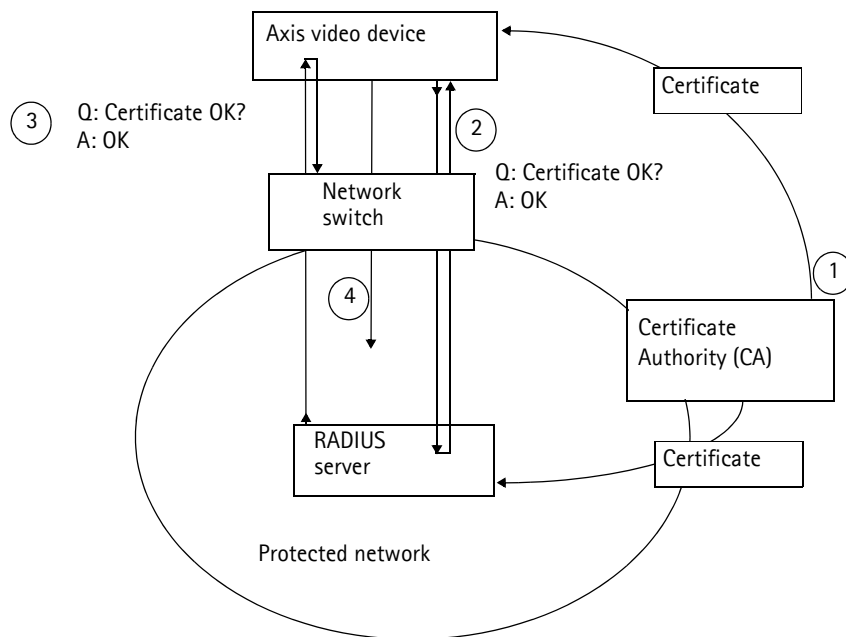 Axis video device
Certificate
3
Q: Certificate OK?
A: OK
2
Q: Certificate OK?
A: OK
Network
switch
1
4
Certificate
Authority (CA)
RADIUS
server
Certificate
Protected network